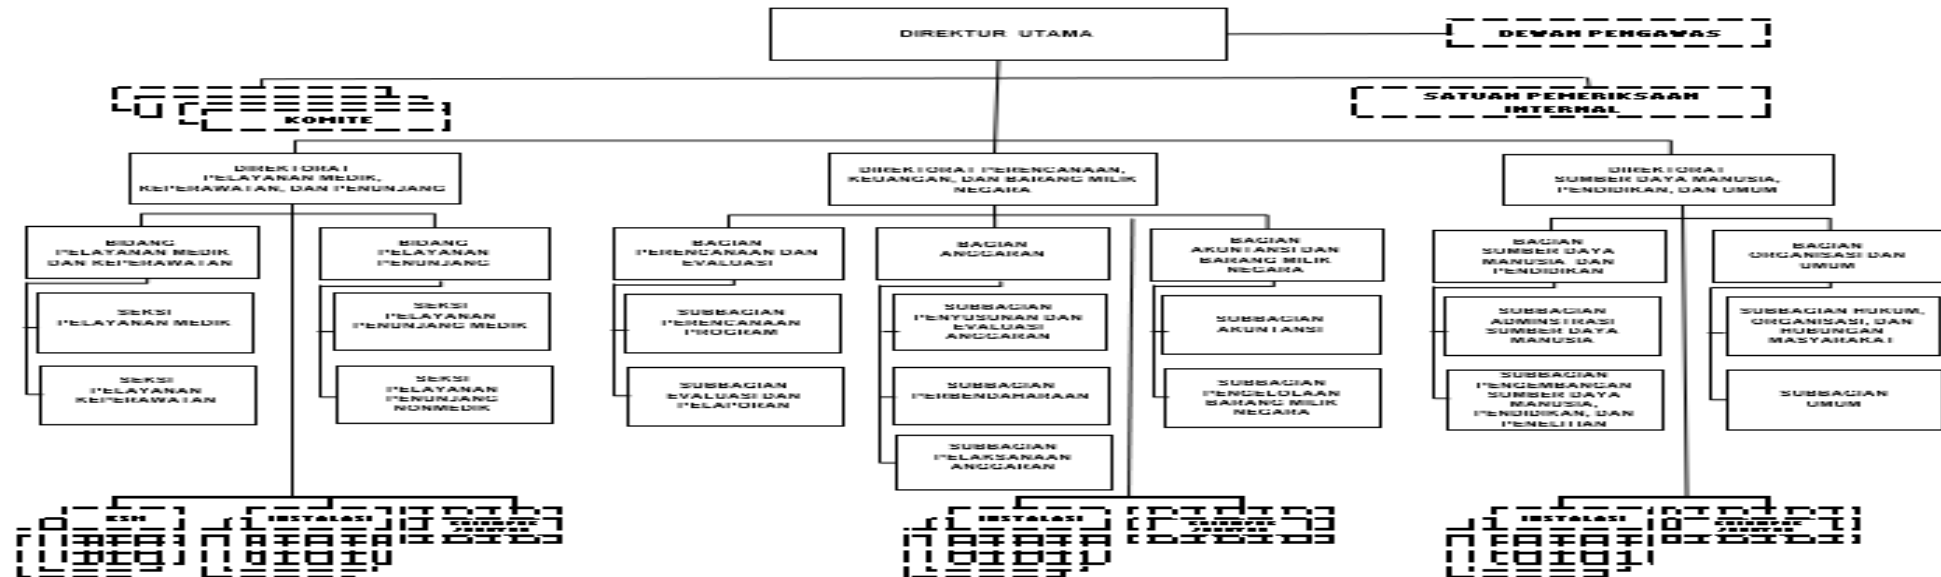 DIREKTUR UTAMA
DEWAN PENGAWAS
KOMITE
SATUAN PEMERIKSAAN
INTERNAL
DIREKTORAT
PELAYANAN MEDIK,
KEPERAWATAN, DAN PENUNJANG
DIREKTORAT PERENCANAAN,
KEUANGAN, DAN BARANG MILIK
NEGARA
DIREKTORAT
SUMBER DAYA MANUSIA,
PENDIDIKAN, DAN UMUM
BIDANG
PELAYANAN MEDIK
DAN KEPERAWATAN
BIDANG
PELAYANAN
PENUNJANG
BAGIAN
PERENCANAAN DAN
EVALUASI
BAGIAN
ANGGARAN
BAGIAN
AKUNTANSI DAN
BARANG MILIK
NEGARA
BAGIAN
SUMBER DAYA
MANUSIA DAN
PENDIDIKAN
BAGIAN
ORGANISASI DAN
UMUM
SEKSI
PELAYANAN MEDIK
SEKSI
PELAYANAN
PENUNJANG MEDIK
SUBBAGIAN
PERENCANAAN
PROGRAM
SUBBAGIAN
PENYUSUNAN DAN
EVALUASI
ANGGARAN
SUBBAGIAN
AKUNTANSI
SUBBAGIAN
ADMINSTRASI
SUMBER DAYA
MANUSIA
SUBBAGIAN HUKUM,
ORGANISASI, DAN
HUBUNGAN
MASYARAKAT
SEKSI
PELAYANAN
KEPERAWATAN
SEKSI
PELAYANAN
PENUNJANG
NONMEDIK
SUBBAGIAN
EVALUASI DAN
PELAPORAN
SUBBAGIAN
PERBENDAHARAAN
SUBBAGIAN
PENGELOLAAN
BARANG MILIK
NEGARA
SUBBAGIAN
PENGEMBANGAN
SUMBER DAYA
MANUSIA,
PENDIDIKAN, DAN
PENELITIAN
SUBBAGIAN
UMUM
SUBBAGIAN
PELAKSANAAN
ANGGARAN
KSM
INSTALASI
INSTALASI
INSTALASI